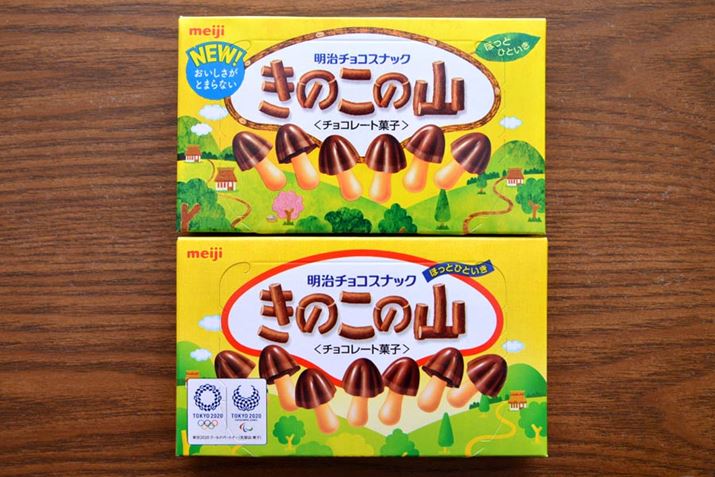 meiji
NEW!
おいしさが
とまらない
明治チョコスナック
きのこの山
〈チョコレート菓子〉
ほっと
ひといき
meiji
明治チョコスナック
ほっとひといき
きのこの山
〈チョコレート菓子〉
TOKYO 2020
TOKYO 2020